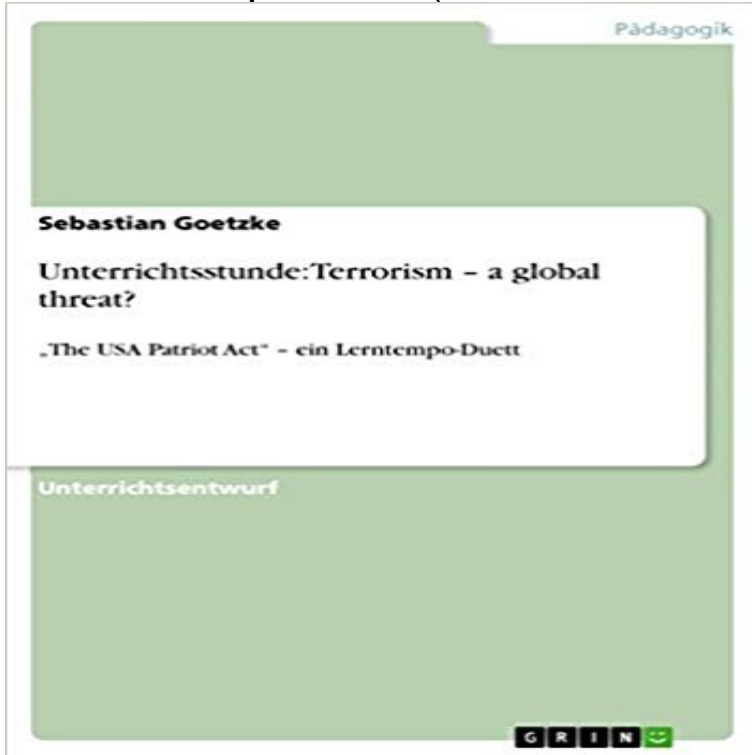 Pädagogik
Sebastian Goetzke
Unterrichtsstunde: Terrorism – a global
threat?
„The USA Patriot Act“ – ein Lerntempo-Duett
Unterrichtsentwurf
GRIN